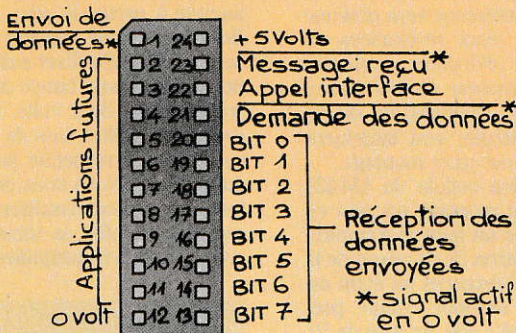 Envoi de
données*
1 24
2 23
3 22
4 21
5 20
6 19
7 18
8 17
9 16
10 15
11 14
12 13
Applications futures
0 volt
+5 Volts
Message reçu*
Appel interface
Demande des données*
BIT 0
BIT 1
BIT 2
BIT 3
BIT 4
BIT 5
BIT 6
BIT 7
Réception des
données
envoyées
*signal actif
en 0 volt